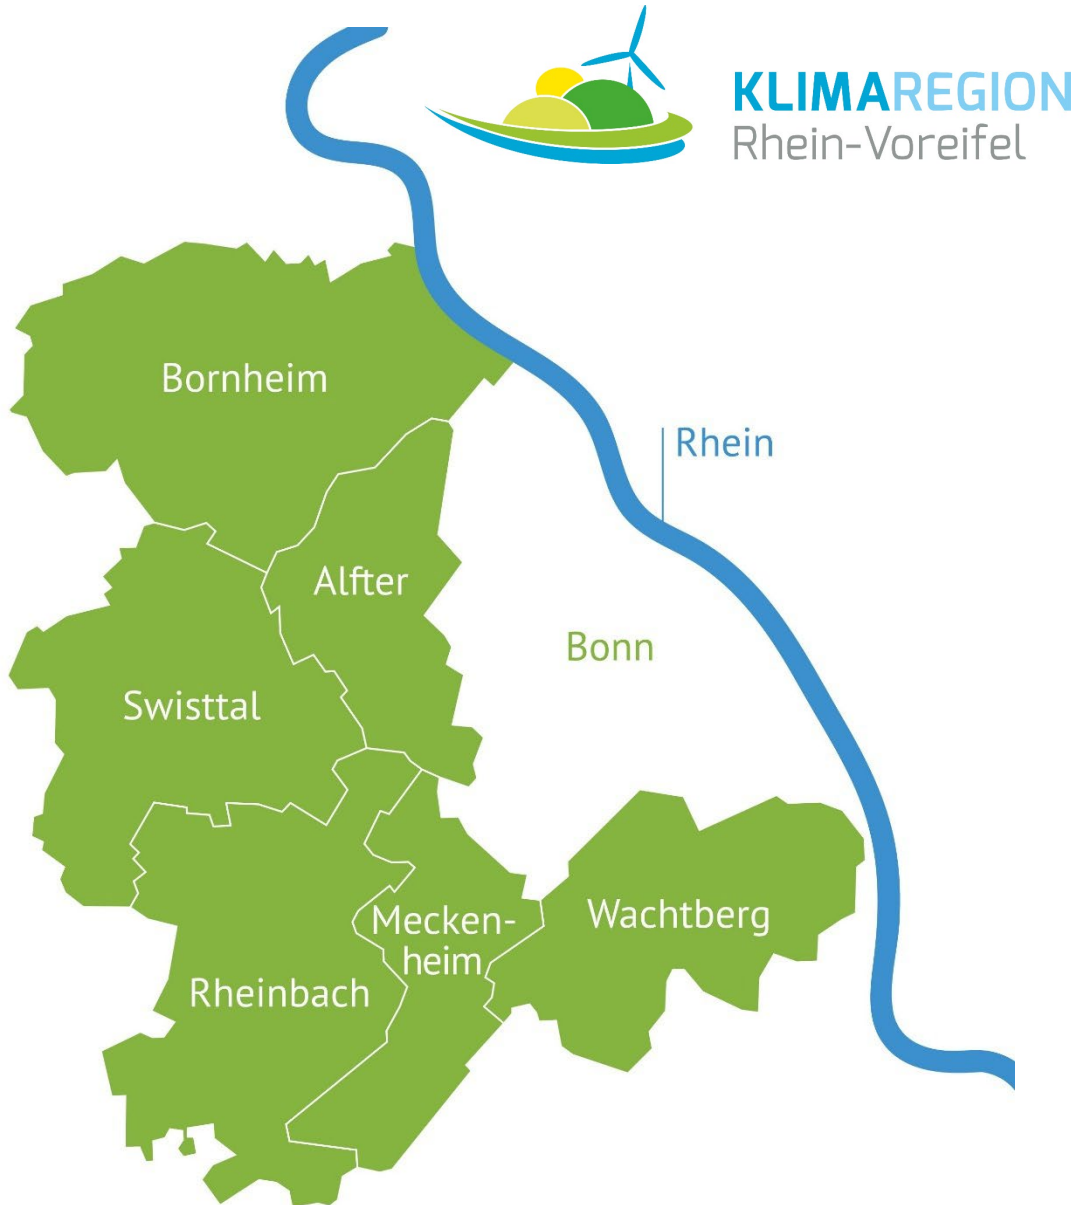 KLIMAREGION
Rhein-Voreifel
Bornheim
Rhein
Alfter
Bonn
Swisttal
Wachtberg
Mecken-
heim
Rheinbach